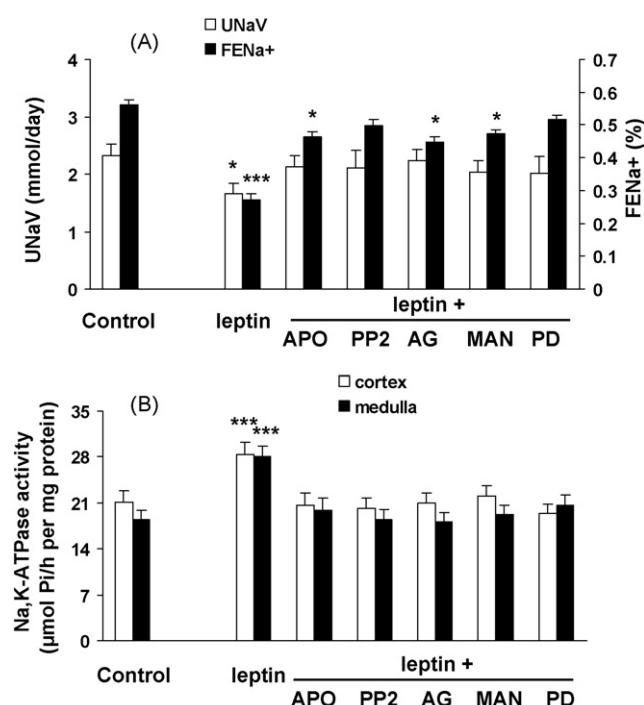 (A)
UNaV
FENa+
4
3
2
1
0
UNaV (mmol/day)
0.7
0.6
0.5
0.4
0.3
0.2
0.1
0
FENa+ (%)
* *** * * *
Control leptin
leptin +
APO PP2 AG MAN PD
(B)
cortex
medulla
35
28
21
14
7
0
Na,K-ATPase activity
(μmol Pi/h per mg protein)
*** ***
Control leptin
leptin +
APO PP2 AG MAN PD